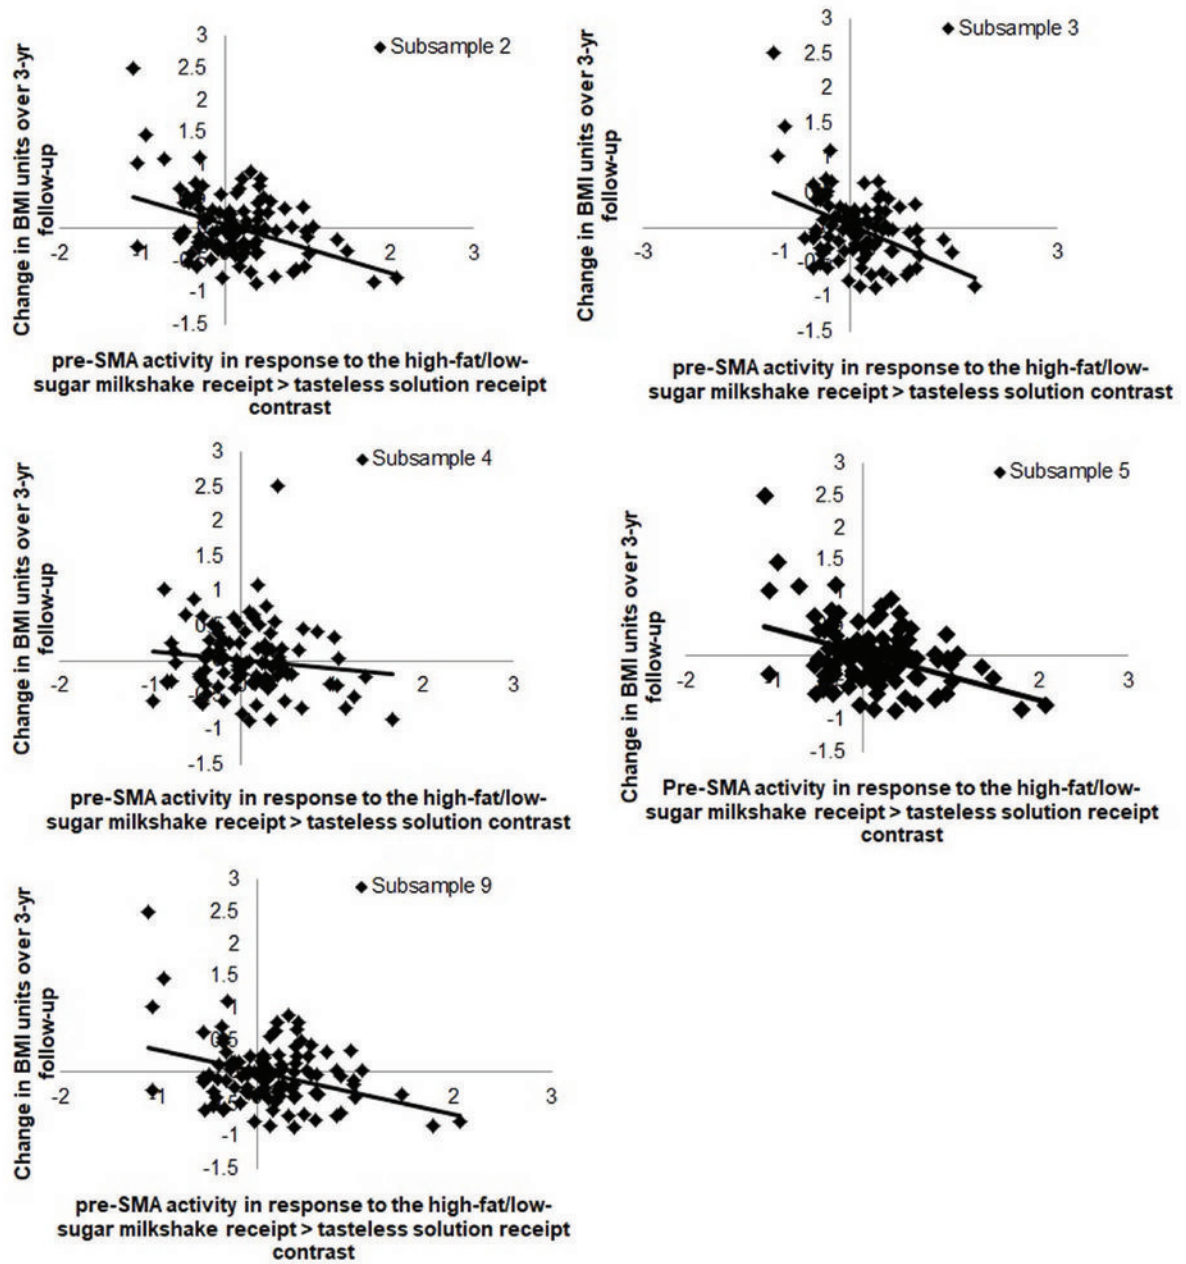 Subsample 2
Change in BMI units over 3-yr
follow-up
3
2.5
2
1.5
-1
-1.5
-2
2
3
pre-SMA activity in response to the high-fat/low-
sugar milkshake receipt > tasteless solution receipt
contrast
Subsample 3
Change in BMI units over 3-yr
follow-up
3
2.5
2
1.5
-1
-1.5
-3
-1
3
pre-SMA activity in response to the high-fat/low-
sugar milkshake receipt > tasteless solution contrast
Subsample 4
Change in BMI units over 3-yr
follow-up
3
2.5
2
1.5
1
-1
-1.5
-2
-1
2
3
pre-SMA activity in response to the high-fat/low-
sugar milkshake receipt > tasteless solution contrast
Subsample 5
Change in BMI units over 3-yr
follow-up
3
2.5
2
1.5
-1
-1.5
-2
2
3
Pre-SMA activity in response to the high-fat/low-
sugar milkshake receipt > tasteless solution receipt
contrast
Subsample 9
Change in BMI units over 3-yr
follow-up
3
2.5
2
1.5
1
-1
-1.5
-2
-1
2
3
pre-SMA activity in response to the high-fat/low-
sugar milkshake receipt > tasteless solution receipt
contrast